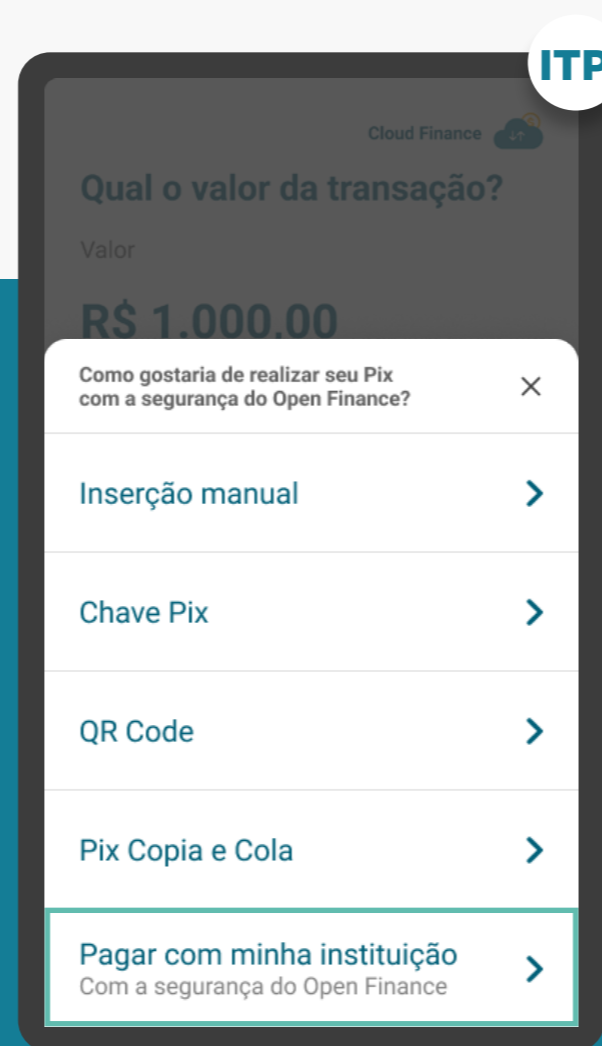 ITP
Cloud Finance
Qual o valor da transação?
Valor
R$ 1.000,00
Como gostaria de realizar seu Pix
com a segurança do Open Finance?
Inserção manual
Chave Pix
QR Code
Pix Copia e Cola
Pagar com minha instituição
Com a segurança do Open Finance